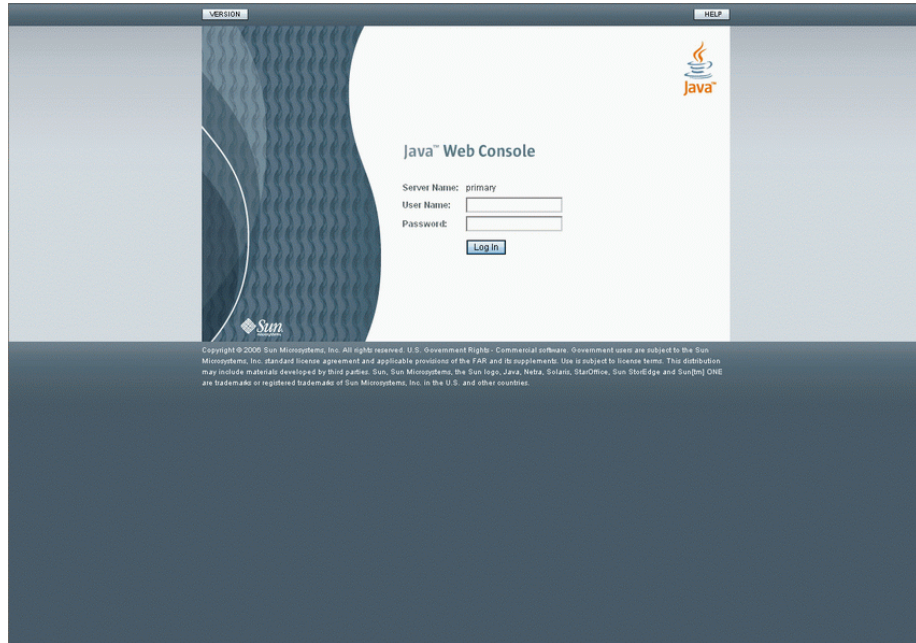 VERSION
HELP
Java™
Java™ Web Console
Server Name: primary
User Name:
Password:
Log In
Sun
microsystems
Copyright © 2006 Sun Microsystems, Inc. All rights reserved. U.S. Government Rights - Commercial software. Government users are subject to the Sun
Microsystems, Inc. standard license agreement and applicable provisions of the FAR and its supplements. Use is subject to license terms. This distribution
may include materials developed by third parties. Sun, Sun Microsystems, the Sun logo, Java, Netra, Solaris, StarOffice, Sun StorEdge and Sun[tm] ONE
are trademarks or registered trademarks of Sun Microsystems, Inc. in the U.S. and other countries.